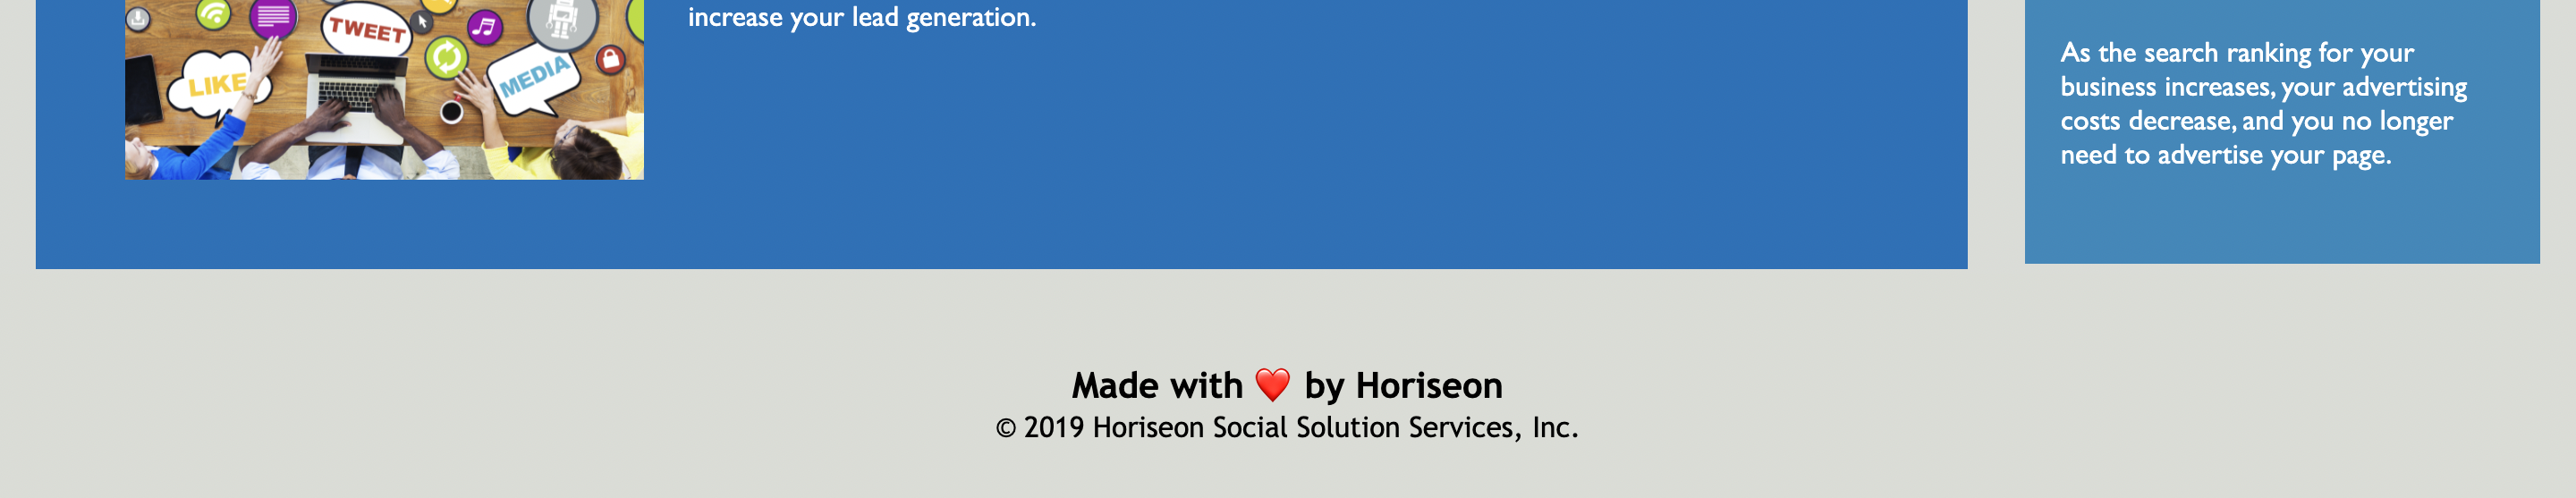 TWEET
LIKE
MEDIA
increase your lead generation.
As the search ranking for your
business increases, your advertising
costs decrease, and you no longer
need to advertise your page.
Made with ❤️ by Horiseon
© 2019 Horiseon Social Solution Services, Inc.